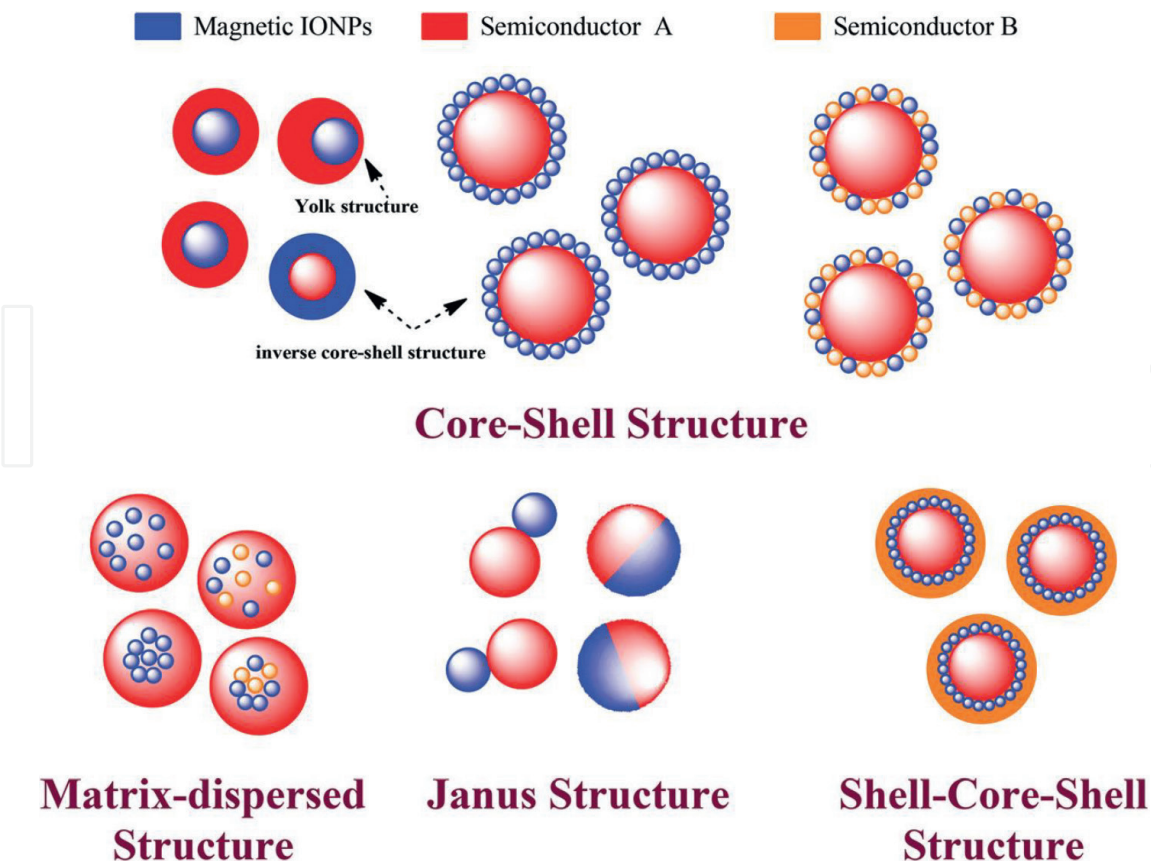 Magnetic IONPs
Semiconductor A
Semiconductor B
Yolk structure
inverse core-shell structure
Core-Shell Structure
Matrix-dispersed
Structure
Janus Structure
Shell-Core-Shell
Structure